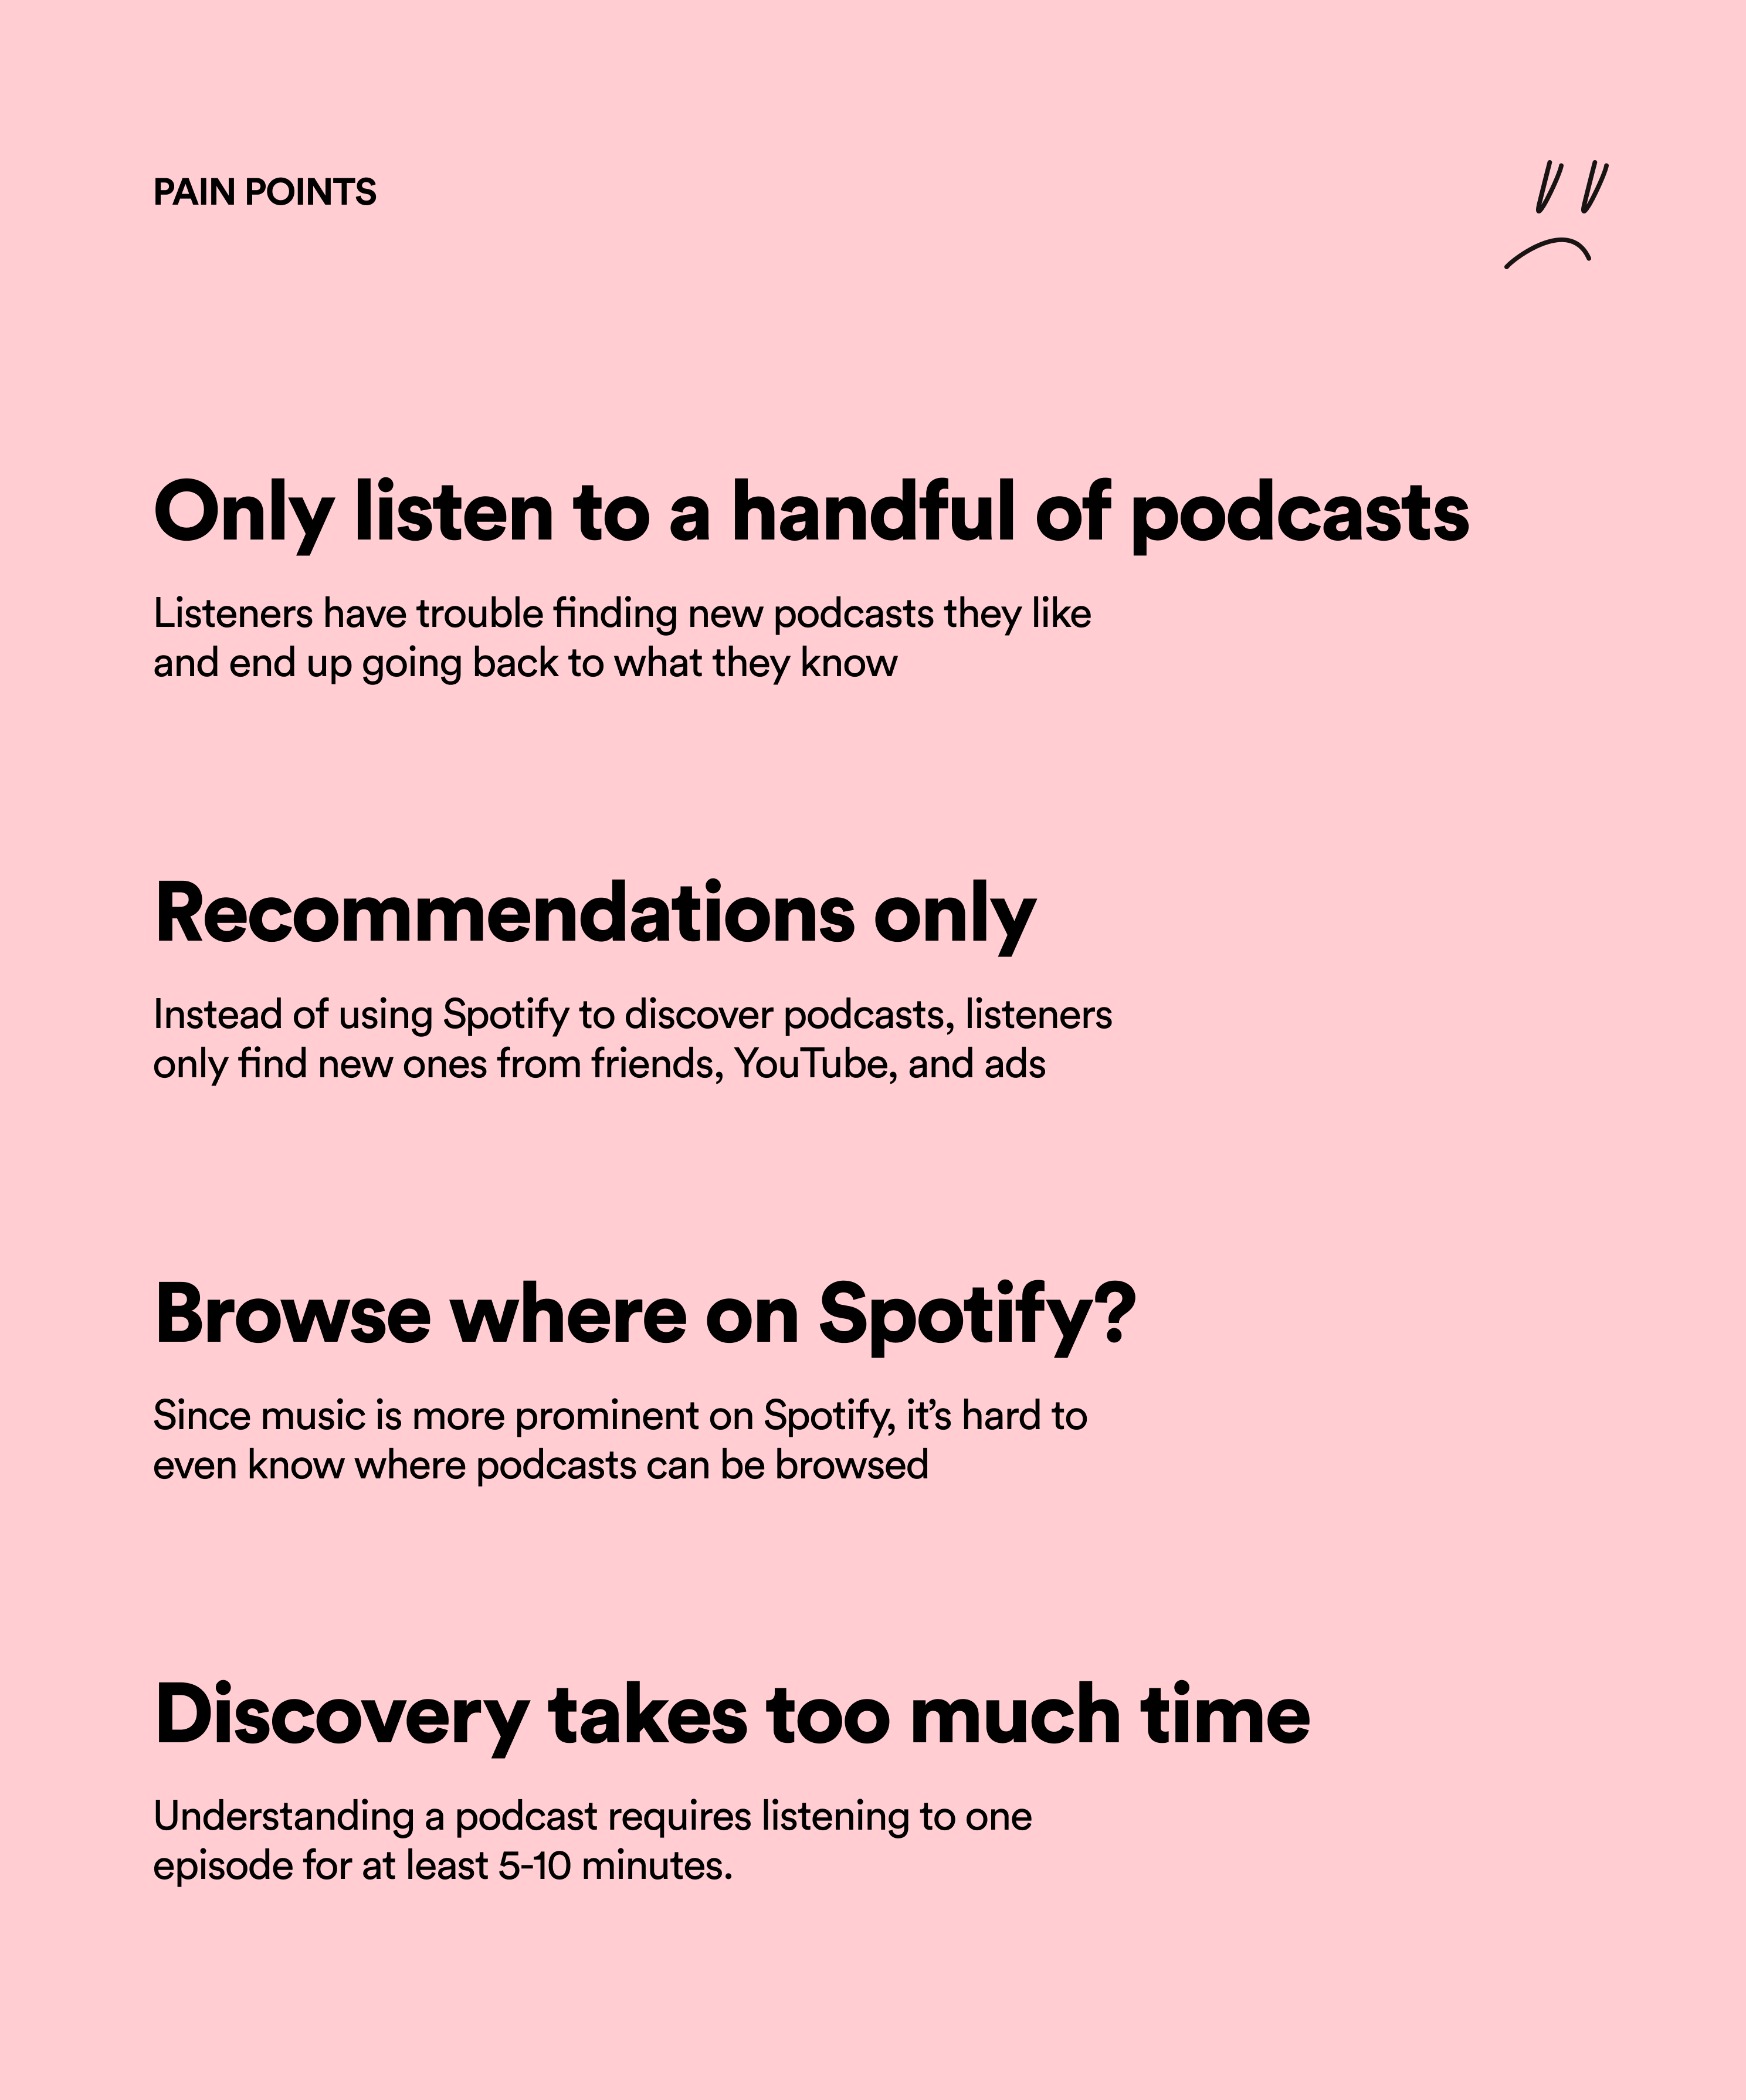 PAIN POINTS
Only listen to a handful of podcasts
Listeners have trouble finding new podcasts they like
and end up going back to what they know
Recommendations only
Instead of using Spotify to discover podcasts, listeners
only find new ones from friends, YouTube, and ads
Browse where on Spotify?
Since music is more prominent on Spotify, it’s hard to
even know where podcasts can be browsed
Discovery takes too much time
Understanding a podcast requires listening to one
episode for at least 5-10 minutes.